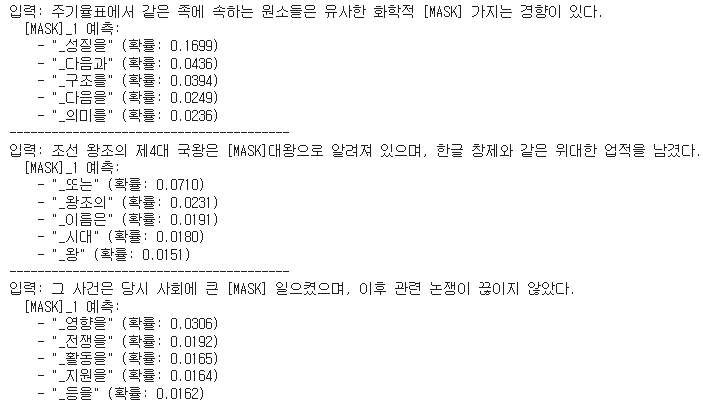 입력: 주기율표에서 같은 족에 속하는 원소들은 유사한 화학적 [MASK] 가지는 경향이 있다.
[MASK]_1 예측:
- "_성질을" (확률: 0.1699)
- "_다음과" (확률: 0.0436)
- "_구조를" (확률: 0.0394)
- "_다음을" (확률: 0.0249)
- "_의미를" (확률: 0.0236)
----------------------------------------
입력: 조선 왕조의 제4대 국왕은 [MASK]대왕으로 알려져 있으며, 한글 창제와 같은 위대한 업적을 남겼다.
[MASK]_1 예측:
- "_또는" (확률: 0.0710)
- "_왕조의" (확률: 0.0231)
- "_이름은" (확률: 0.0191)
- "_시대" (확률: 0.0180)
- "_왕" (확률: 0.0151)
----------------------------------------
입력: 그 사건은 당시 사회에 큰 [MASK] 일으켰으며, 이후 관련 논쟁이 끊이지 않았다.
[MASK]_1 예측:
- "_영향을" (확률: 0.0306)
- "_전쟁을" (확률: 0.0192)
- "_활동을" (확률: 0.0165)
- "_지원을" (확률: 0.0164)
- "_등을" (확률: 0.0162)